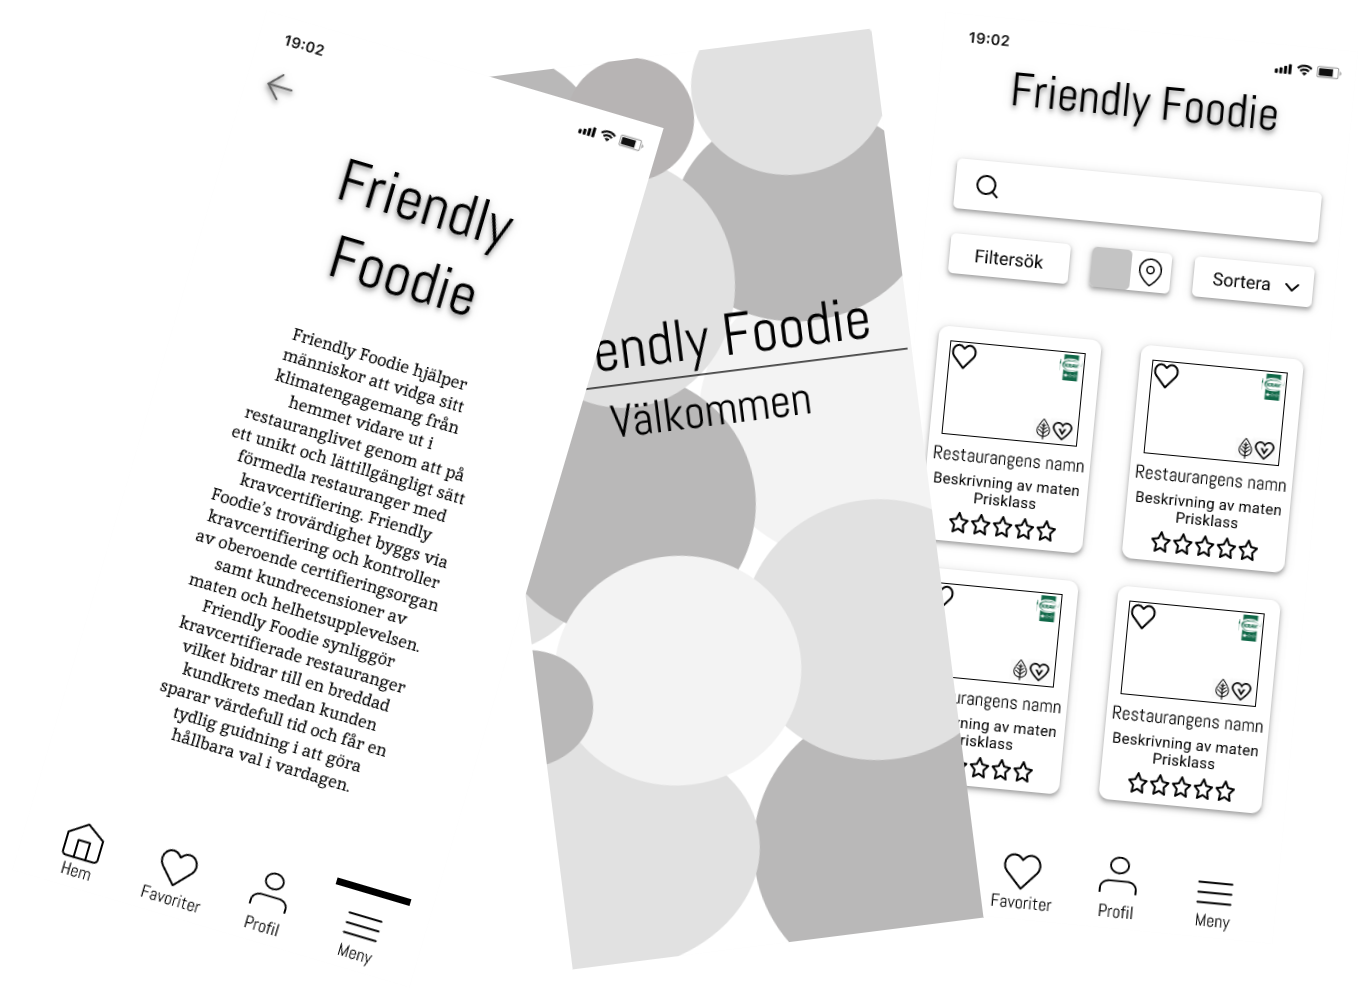 19:02
Friendly
Foodie
Friendly Foodie hjälper
människor att vidga sitt
klimatengagemang från
hemmet vidare ut i
restauranglivet genom att på
ett unikt och lättillgängligt sätt
förmedla restauranger med
kravcertifiering. Friendly
Foodie's trovärdighet byggs via
kravcertifiering och kontroller
av oberoende certifieringsorgan
samt kundrecensioner av
maten och helhetsupplevelsen.
Friendly Foodie synliggör
kravcertifierade restauranger
vilket bidrar till en breddad
kundkrets medan kunden
sparar värdefull tid och får en
tydlig guidning i att göra
hållbara val i vardagen.
Hem
Favoriter
Profil
Meny
endly Foodie
Välkommen
19:02
Friendly Foodie
Filtersök
Sortera
Restaurangens namn
Beskrivning av maten
Prisklass
Restaurangens namn
Beskrivning av maten
Prisklass
urangens namn
ning av maten
risklass
Restaurangens namn
Beskrivning av maten
Prisklass
Favoriter
Profil
Meny